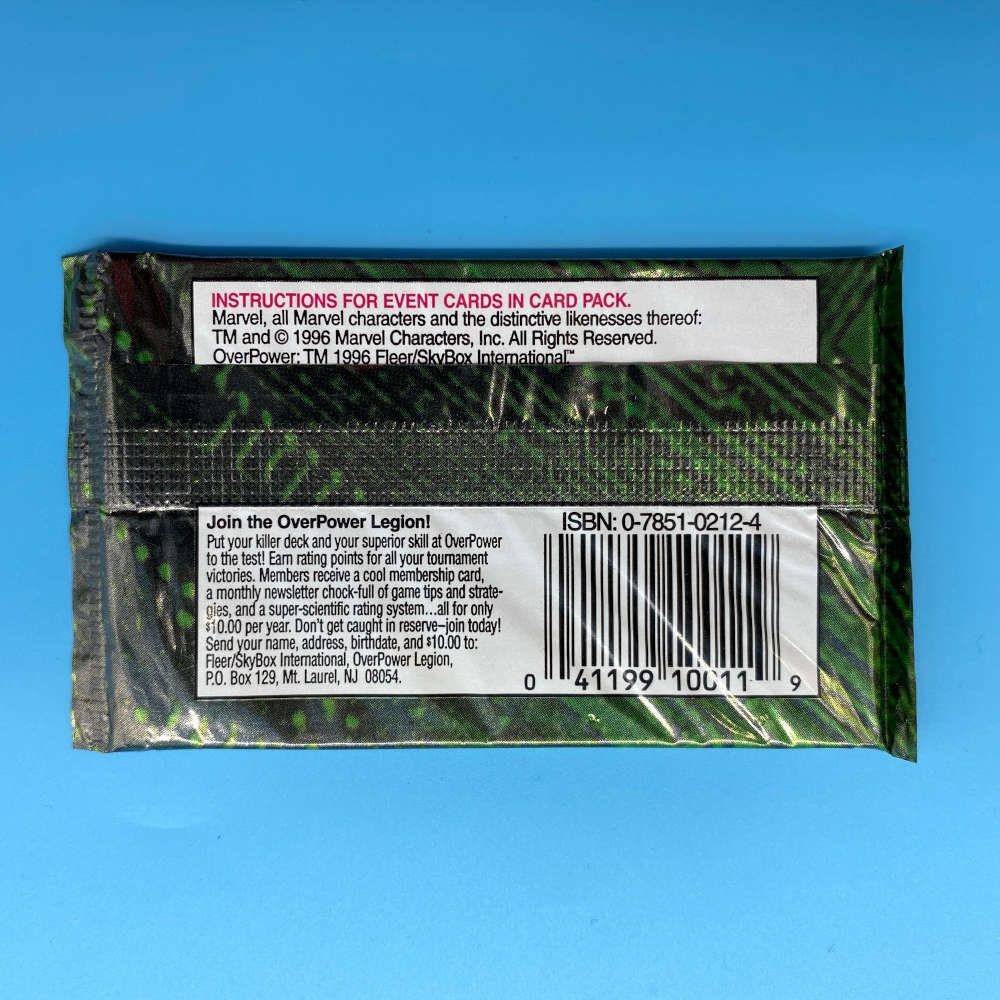 INSTRUCTIONS FOR EVENT CARDS IN CARD PACK.
Marvel, all Marvel characters and the distinctive likenesses thereof:
TM and © 1996 Marvel Characters, Inc. All Rights Reserved.
OverPower: TM 1996 Fleer/SkyBox International™
Join the OverPower Legion!
Put your killer deck and your superior skill at OverPower
to the test! Earn rating points for all your tournament
victories. Members receive a cool membership card,
a monthly newsletter chock-full of game tips and strate-
gies, and a super-scientific rating system...all for only
$10.00 per year. Don't get caught in reserve–join today!
Send your name, address, birthdate, and $10.00 to:
Fleer/SkyBox International, OverPower Legion,
P.O. Box 129, Mt. Laurel, NJ 08054.
ISBN: 0-7851-0212-4
0 41199 10011 9